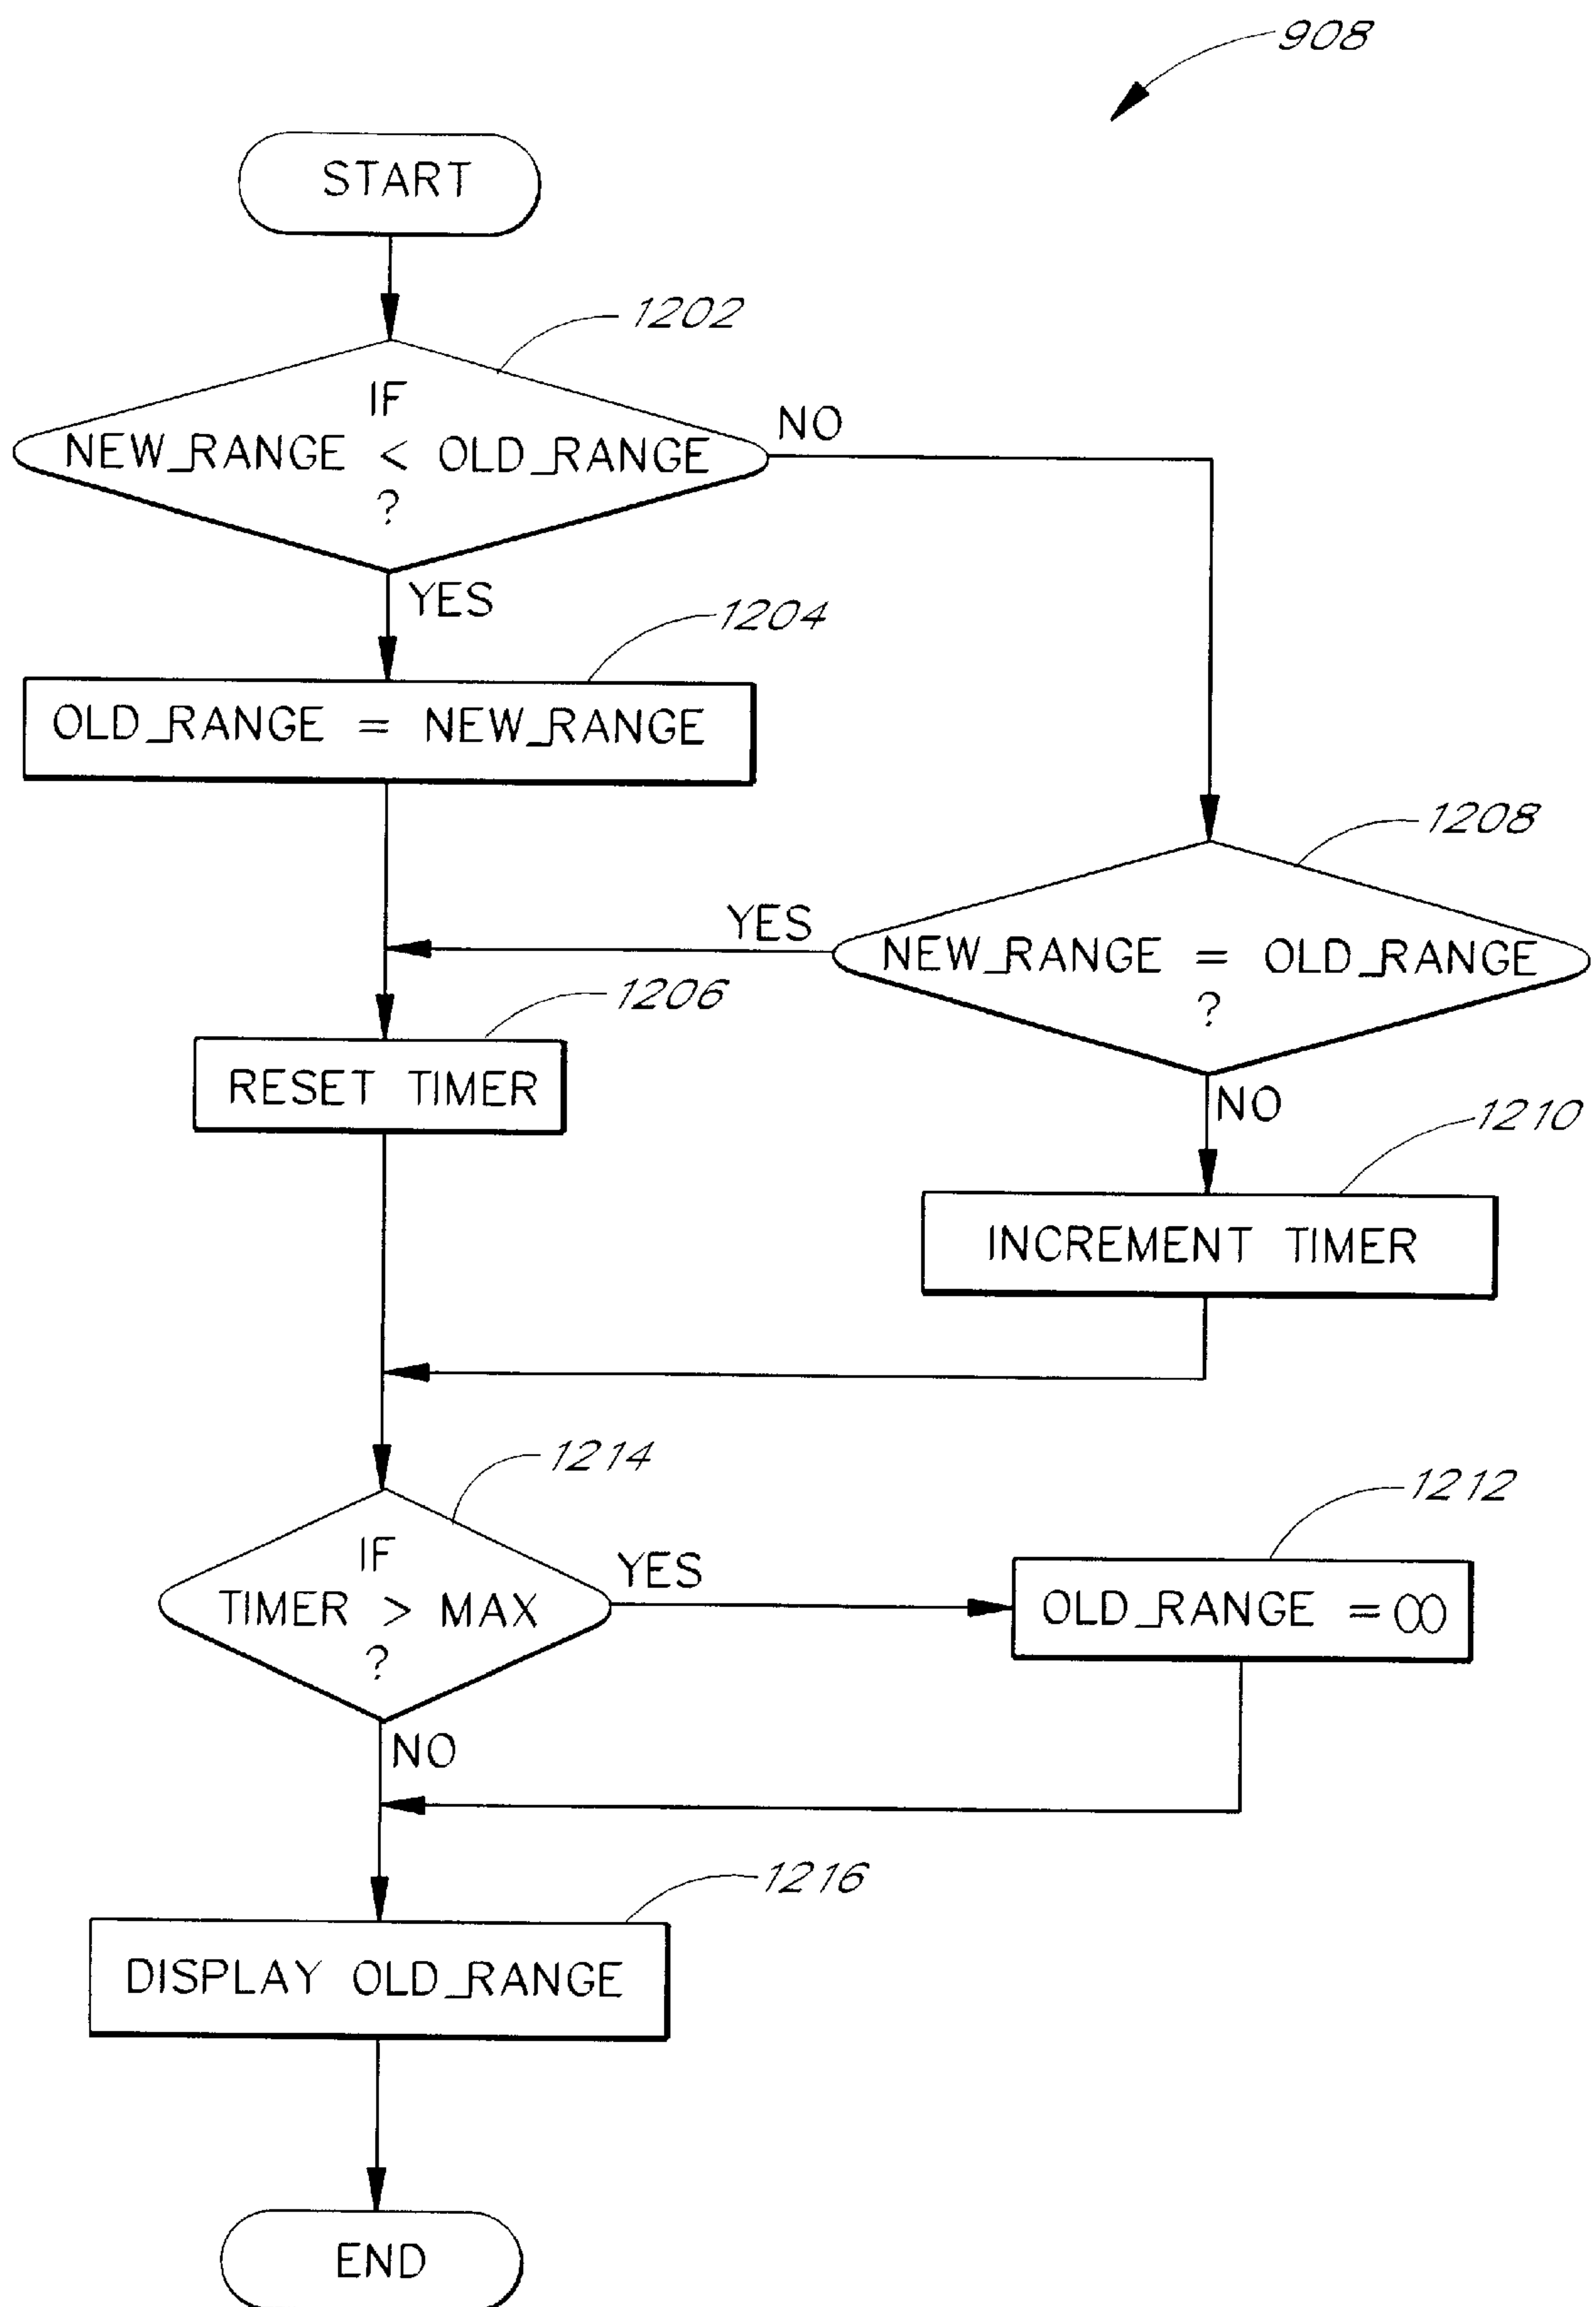 908
START
1202
IF
NEW_RANGE < OLD_RANGE
?
NO
YES
1204
OLD_RANGE = NEW_RANGE
1208
YES
NEW_RANGE = OLD_RANGE
?
1206
RESET TIMER
NO
1210
INCREMENT TIMER
1214
IF
TIMER > MAX
?
YES
1212
OLD_RANGE = ∞
NO
1216
DISPLAY OLD_RANGE
END